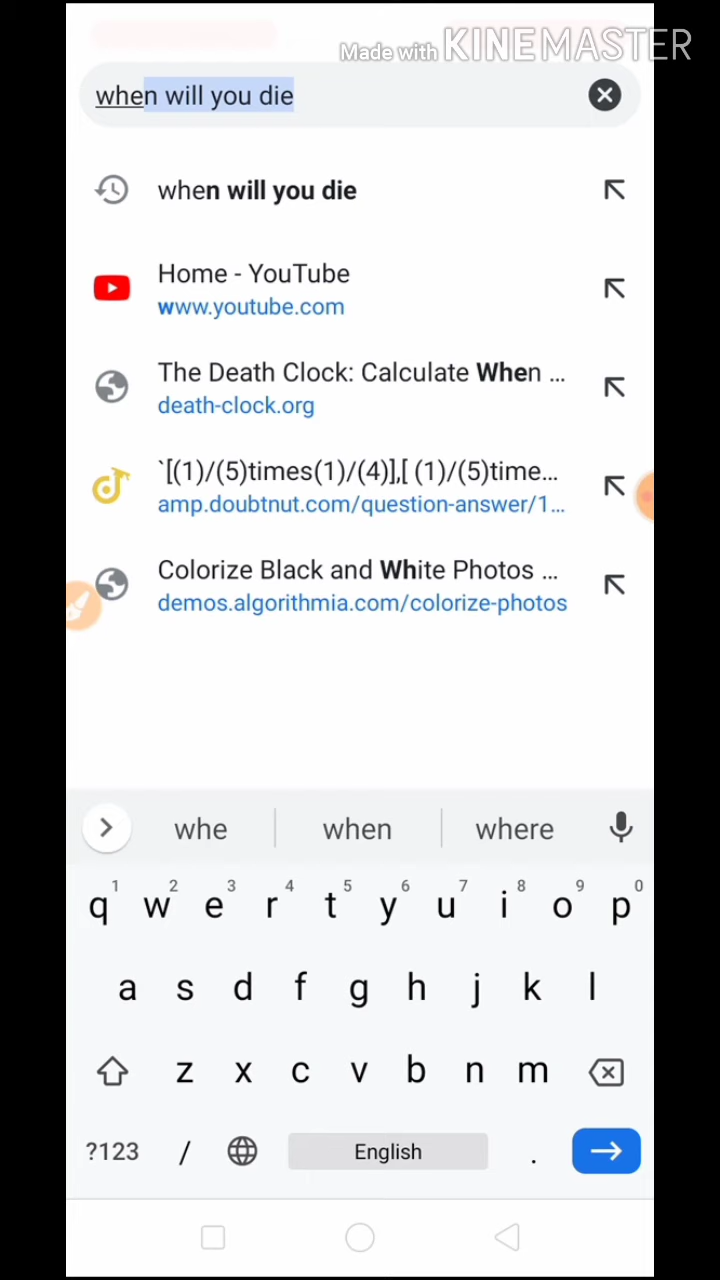 Made with KINEMASTER
when will you die
when will you die
Home - YouTube
www.youtube.com
The Death Clock: Calculate When ...
death-clock.org
`[(1)/(5)times(1)/(4)],[ (1)/(5)time...
amp.doubtnut.com/question-answer/1...
Colorize Black and White Photos ...
demos.algorithmia.com/colorize-photos
whe when where
1 2 3 4 5 6 7 8 9 0
q w e r t y u i o p
a s d f g h j k l
z x c v b n m
?123 / English .